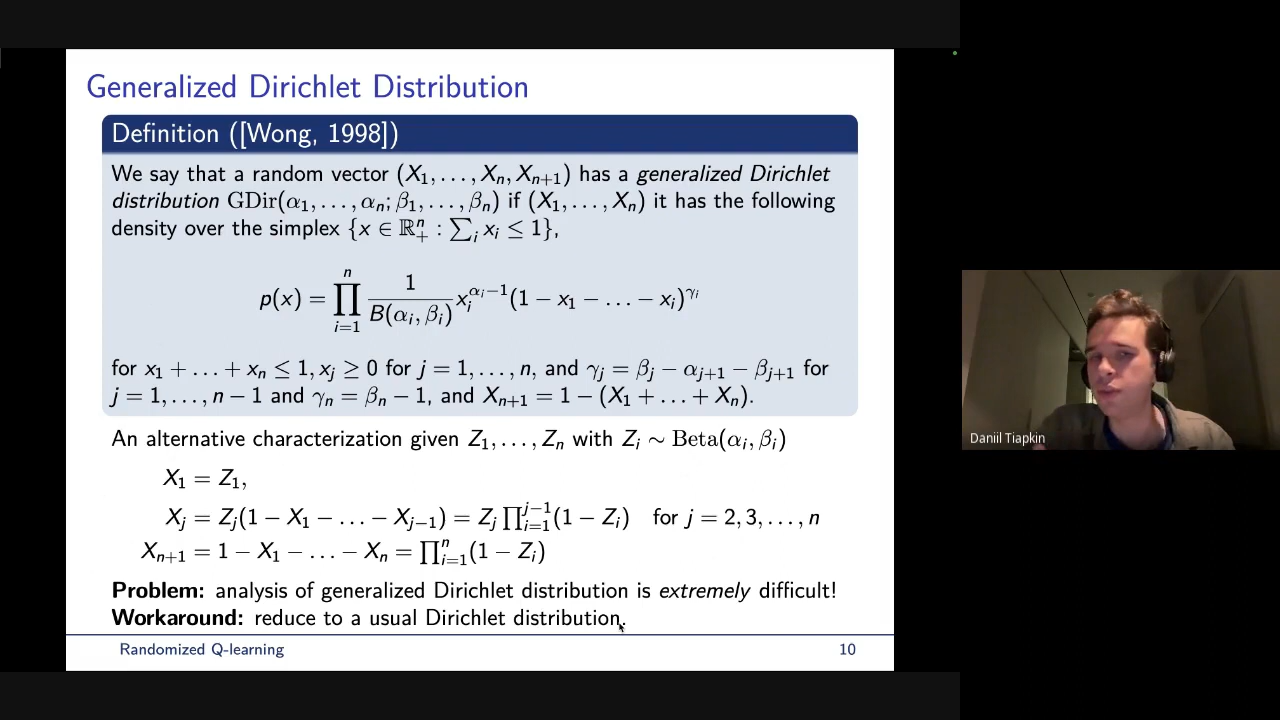 Generalized Dirichlet Distribution
Definition ([Wong, 1998])
We say that a random vector (X₁, . . . , Xₙ, Xₙ₊₁) has a generalized Dirichlet
distribution GDir(α₁, . . . , αₙ; β₁, . . . , βₙ) if (X₁, . . . , Xₙ) it has the following
density over the simplex {x ∈ ℝ₊ⁿ : ∑ᵢ xᵢ ≤ 1},
p(x) = ∏_{i=1}^{n} 1/B(αᵢ, βᵢ) xᵢ^{αᵢ−1}(1 − x₁ − . . . − xᵢ)^{γᵢ}
for x₁ + . . . + xₙ ≤ 1, xⱼ ≥ 0 for j = 1, . . . , n, and γⱼ = βⱼ − αⱼ₊₁ − βⱼ₊₁ for
j = 1, . . . , n − 1 and γₙ = βₙ − 1, and Xₙ₊₁ = 1 − (X₁ + . . . + Xₙ).
An alternative characterization given Z₁, . . . , Zₙ with Zᵢ ∼ Beta(αᵢ, βᵢ)
X₁ = Z₁,
Xⱼ = Zⱼ(1 − X₁ − . . . − Xⱼ₋₁) = Zⱼ ∏_{i=1}^{j−1}(1 − Zᵢ) for j = 2, 3, . . . , n
Xₙ₊₁ = 1 − X₁ − . . . − Xₙ = ∏_{i=1}^{n}(1 − Zᵢ)
Problem: analysis of generalized Dirichlet distribution is extremely difficult!
Workaround: reduce to a usual Dirichlet distribution.
Randomized Q-learning 10
Daniil Tiapkin